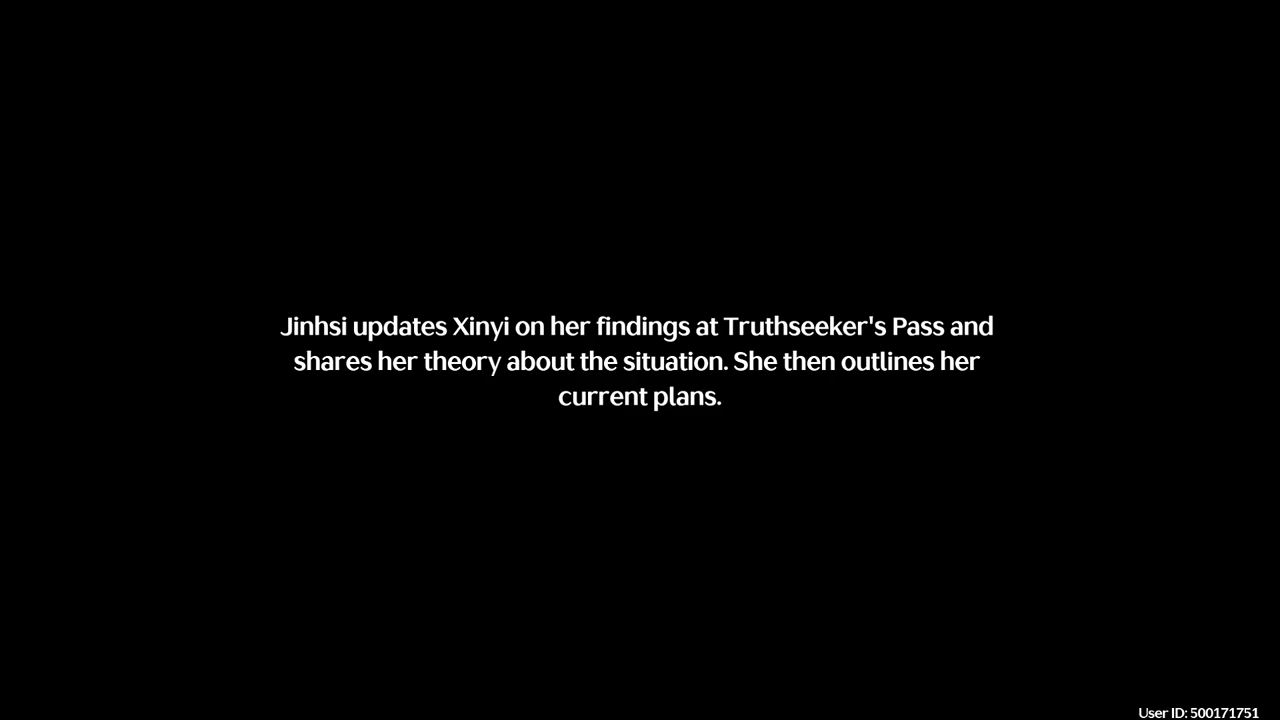 Jinhsi updates Xinyi on her findings at Truthseeker's Pass and
shares her theory about the situation. She then outlines her
current plans.
User ID: 500171751